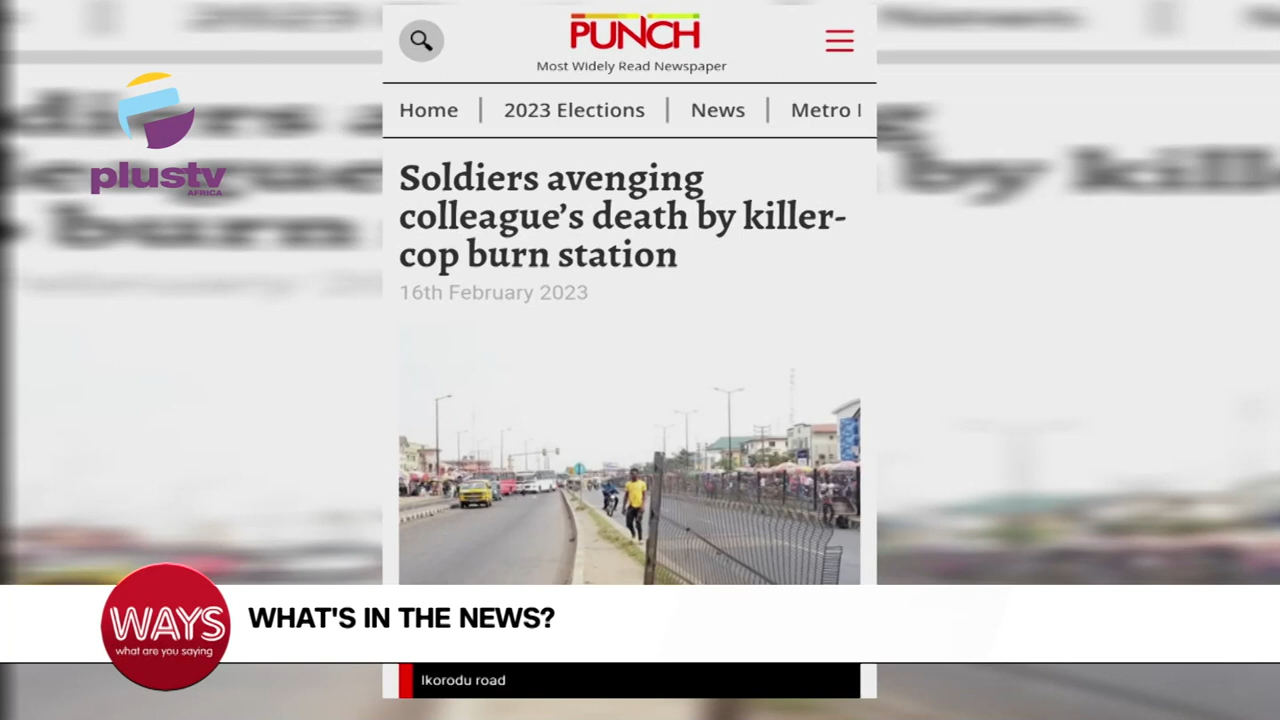 PUNCH
Most Widely Read Newspaper
Home
2023 Elections
News
Metro
plustv
AFRICA
Soldiers avenging
colleague's death by killer-
cop burn station
16th February 2023
WAYS
what are you saying
WHAT'S IN THE NEWS?
Ikorodu road